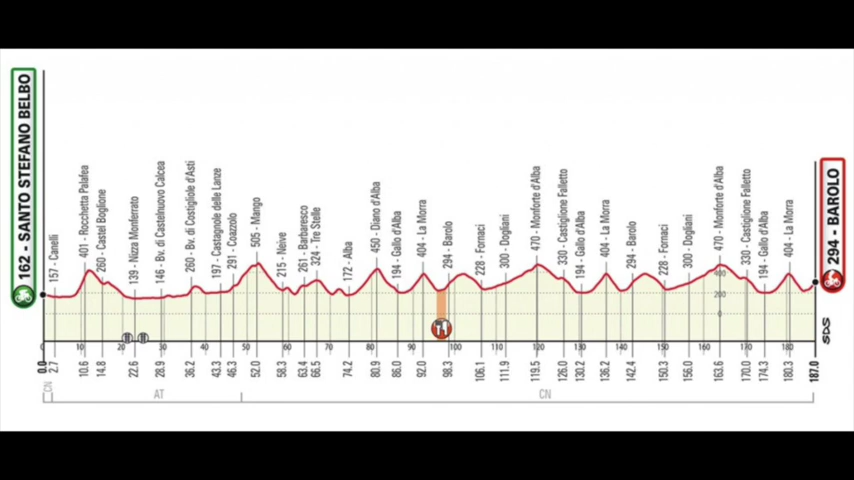 162 - SANTO STEFANO BELBO
157 - Canelli
401 - Rocchetta Palafea
260 - Castel Boglione
139 - Nizza Monferrato
146 - Bv. di Castelnuovo Calcea
260 - Bv. di Costigliole d'Asti
197 - Castagnole delle Lanze
291 - Coazzolo
505 - Mango
215 - Neive
261 - Barbaresco
324 - Tre Stelle
172 - Alba
450 - Diano d'Alba
194 - Gallo d'Alba
404 - La Morra
294 - Barolo
228 - Fornaci
300 - Dogliani
470 - Monforte d'Alba
330 - Castiglione Falletto
194 - Gallo d'Alba
404 - La Morra
294 - Barolo
228 - Fornaci
300 - Dogliani
470 - Monforte d'Alba
330 - Castiglione Falletto
194 - Gallo d'Alba
404 - La Morra
294 - BAROLO
400
200
0
SDS
10 20 30 40 50 60 70 80 90 100 110 120 130 140 150 160 170 180
0.0 2.7 10.6 14.8 22.6 28.9 36.2 43.3 46.3 52.0 58.3 63.4 66.5 74.2 80.9 86.0 92.0 98.3 106.1 111.9 119.5 126.0 130.2 136.2 142.4 150.3 156.0 163.6 170.0 174.3 180.3 187.0
CN AT CN